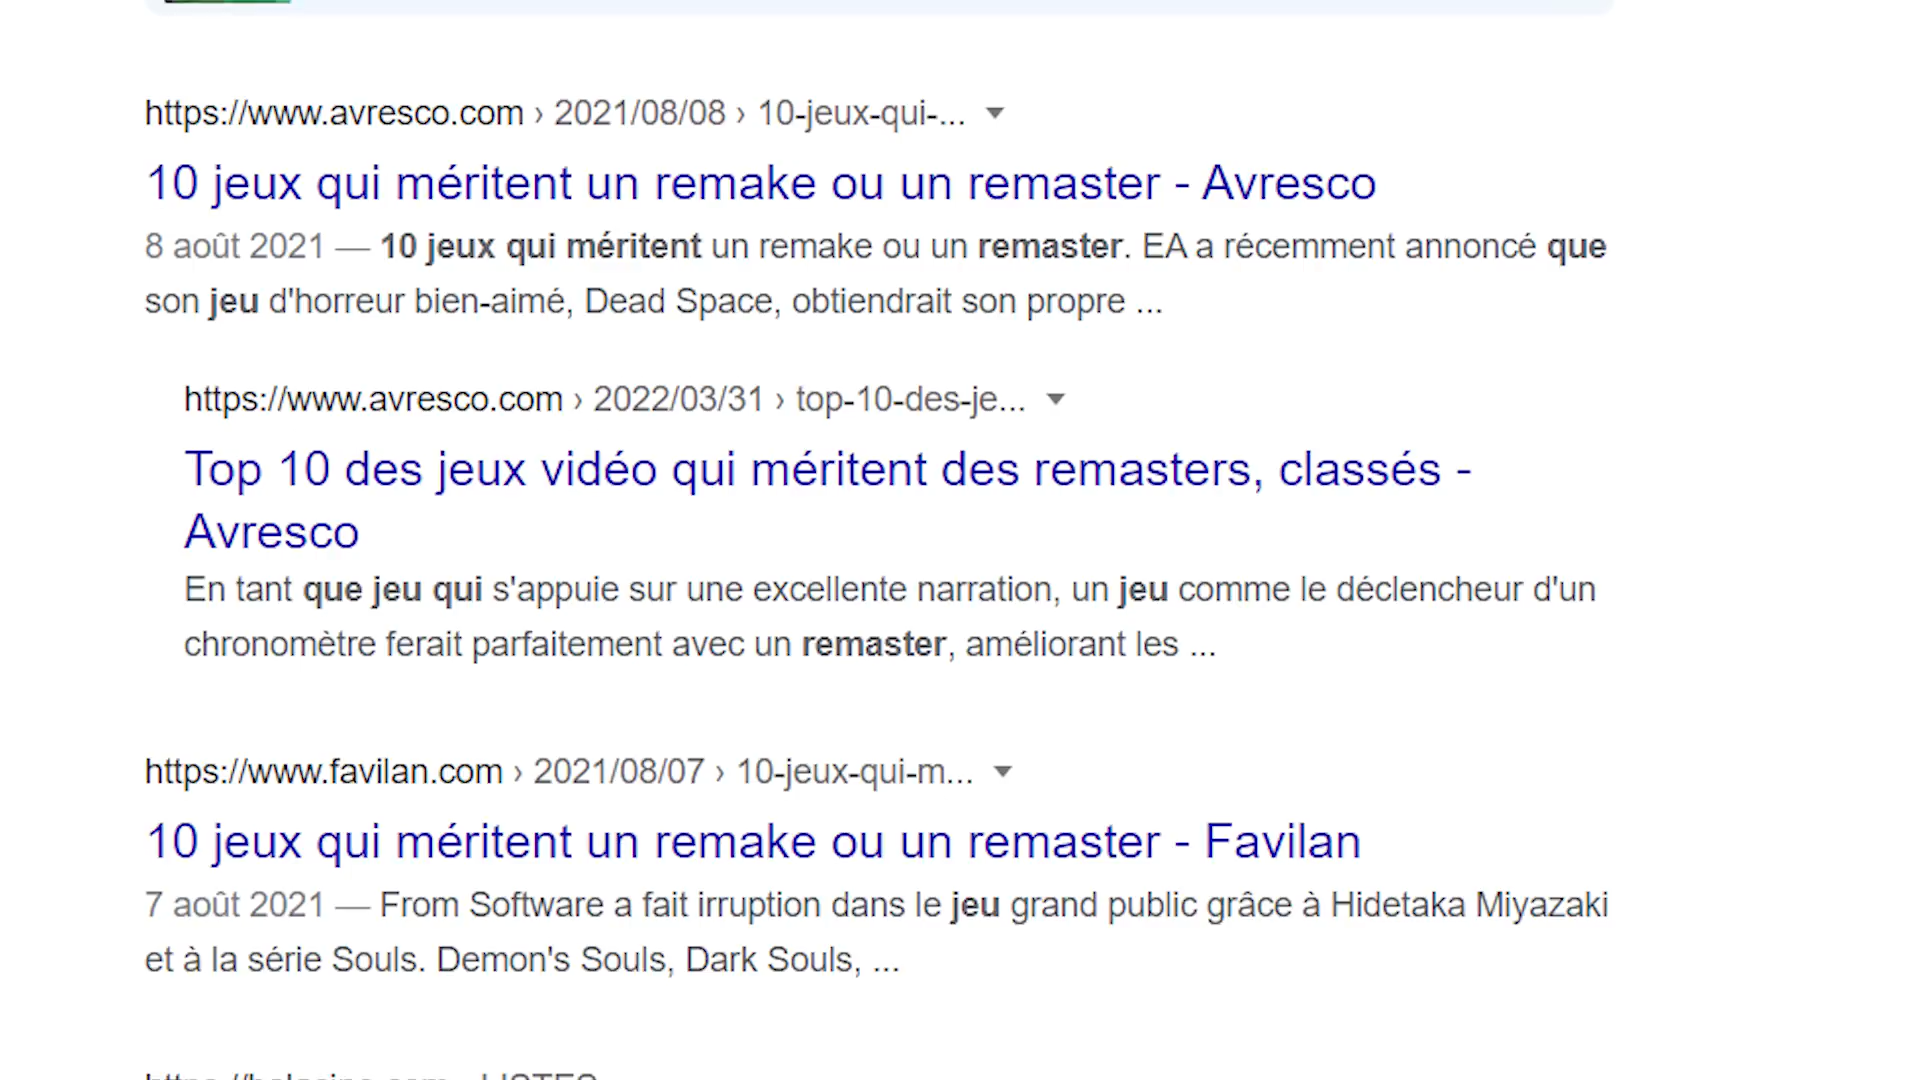 https://www.avresco.com › 2021/08/08 › 10-jeux-qui-...
10 jeux qui méritent un remake ou un remaster - Avresco
8 août 2021 — 10 jeux qui méritent un remake ou un remaster. EA a récemment annoncé que
son jeu d'horreur bien-aimé, Dead Space, obtiendrait son propre ...
https://www.avresco.com › 2022/03/31 › top-10-des-je...
Top 10 des jeux vidéo qui méritent des remasters, classés -
Avresco
En tant que jeu qui s'appuie sur une excellente narration, un jeu comme le déclencheur d'un
chronomètre ferait parfaitement avec un remaster, améliorant les ...
https://www.favilan.com › 2021/08/07 › 10-jeux-qui-m...
10 jeux qui méritent un remake ou un remaster - Favilan
7 août 2021 — From Software a fait irruption dans le jeu grand public grâce à Hidetaka Miyazaki
et à la série Souls. Demon's Souls, Dark Souls, ...